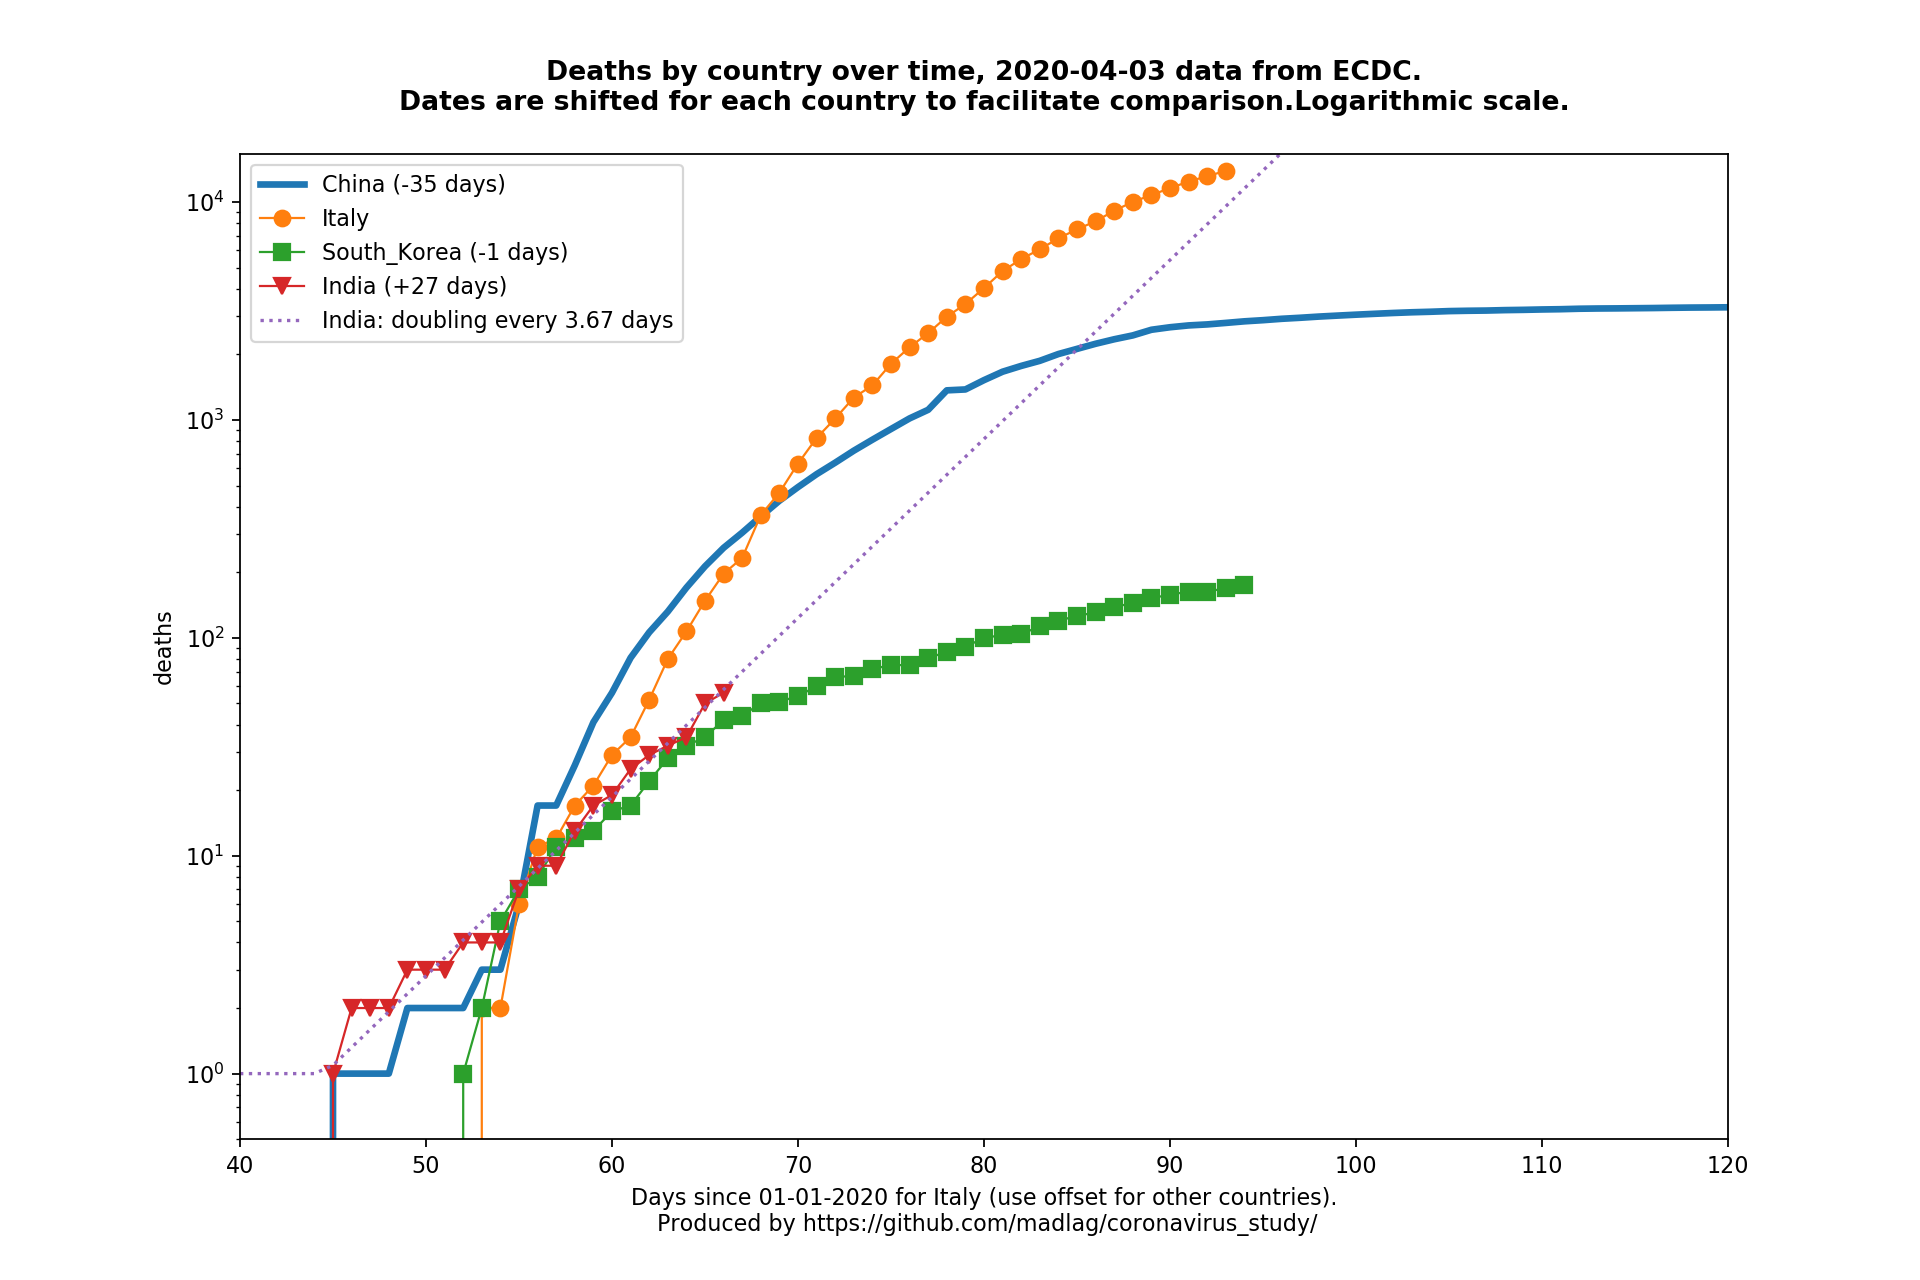 Deaths by country over time, 2020-04-03 data from ECDC.
Dates are shifted for each country to facilitate comparison.Logarithmic scale.
China (-35 days)
Italy
South_Korea (-1 days)
India (+27 days)
India: doubling every 3.67 days
deaths
10⁴
10³
10²
10¹
10⁰
40 50 60 70 80 90 100 110 120
Days since 01-01-2020 for Italy (use offset for other countries).
Produced by https://github.com/madlag/coronavirus_study/